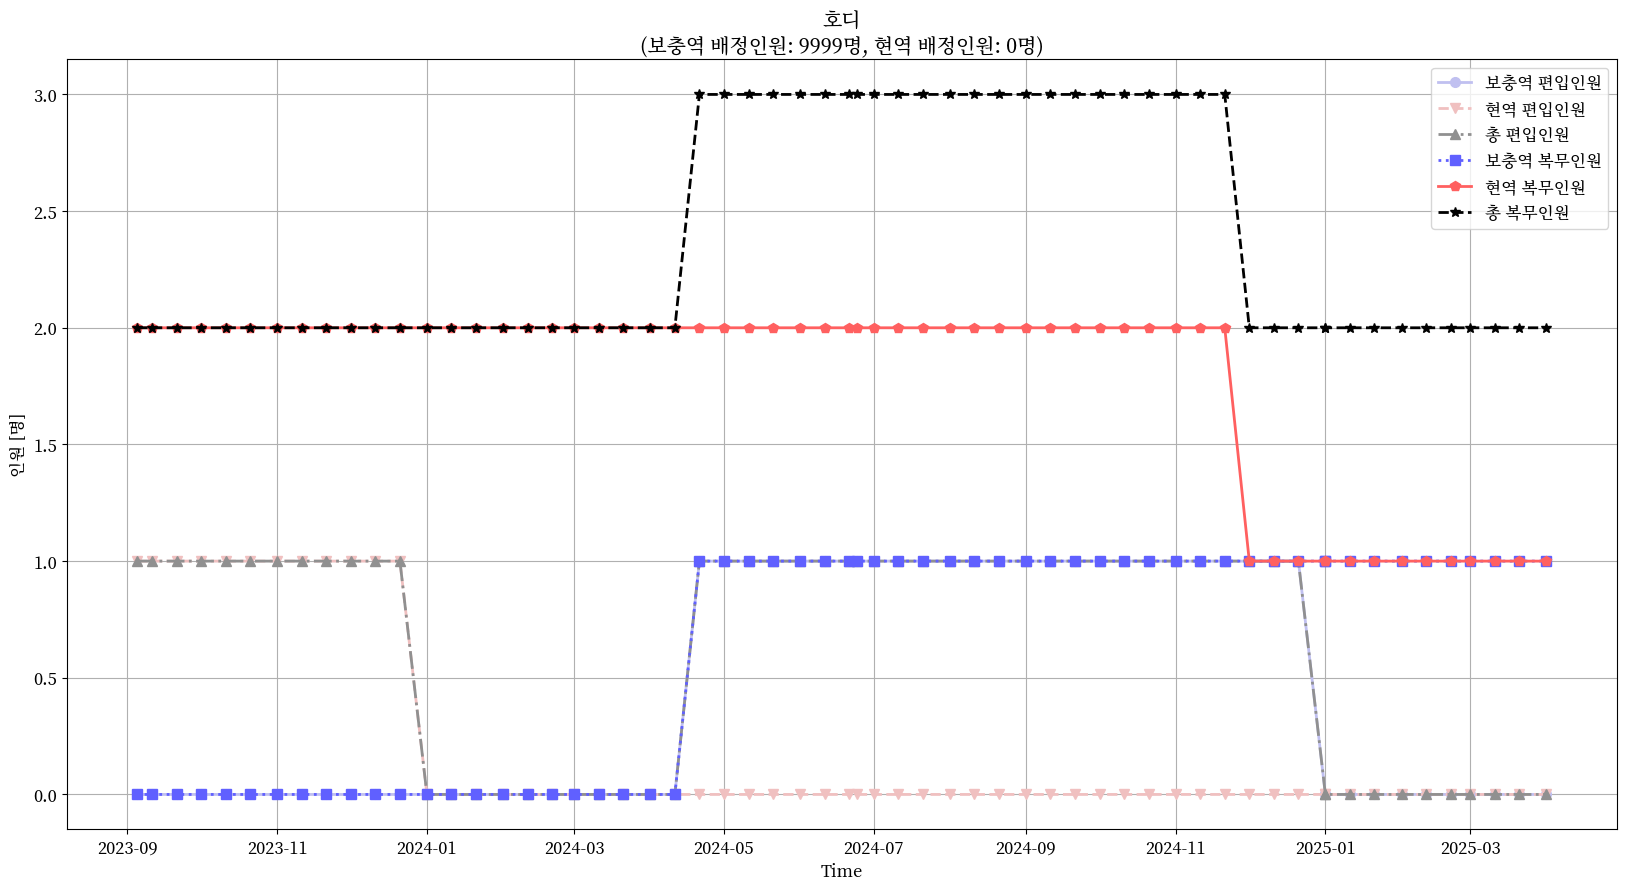 호디
(보충역 배정인원: 9999명, 현역 배정인원: 0명)
보충역 편입인원
현역 편입인원
총 편입인원
보충역 복무인원
현역 복무인원
총 복무인원
인원 [명]
3.0
2.5
2.0
1.5
1.0
0.5
0.0
2023-09
2023-11
2024-01
2024-03
2024-05
2024-07
2024-09
2024-11
2025-01
2025-03
Time